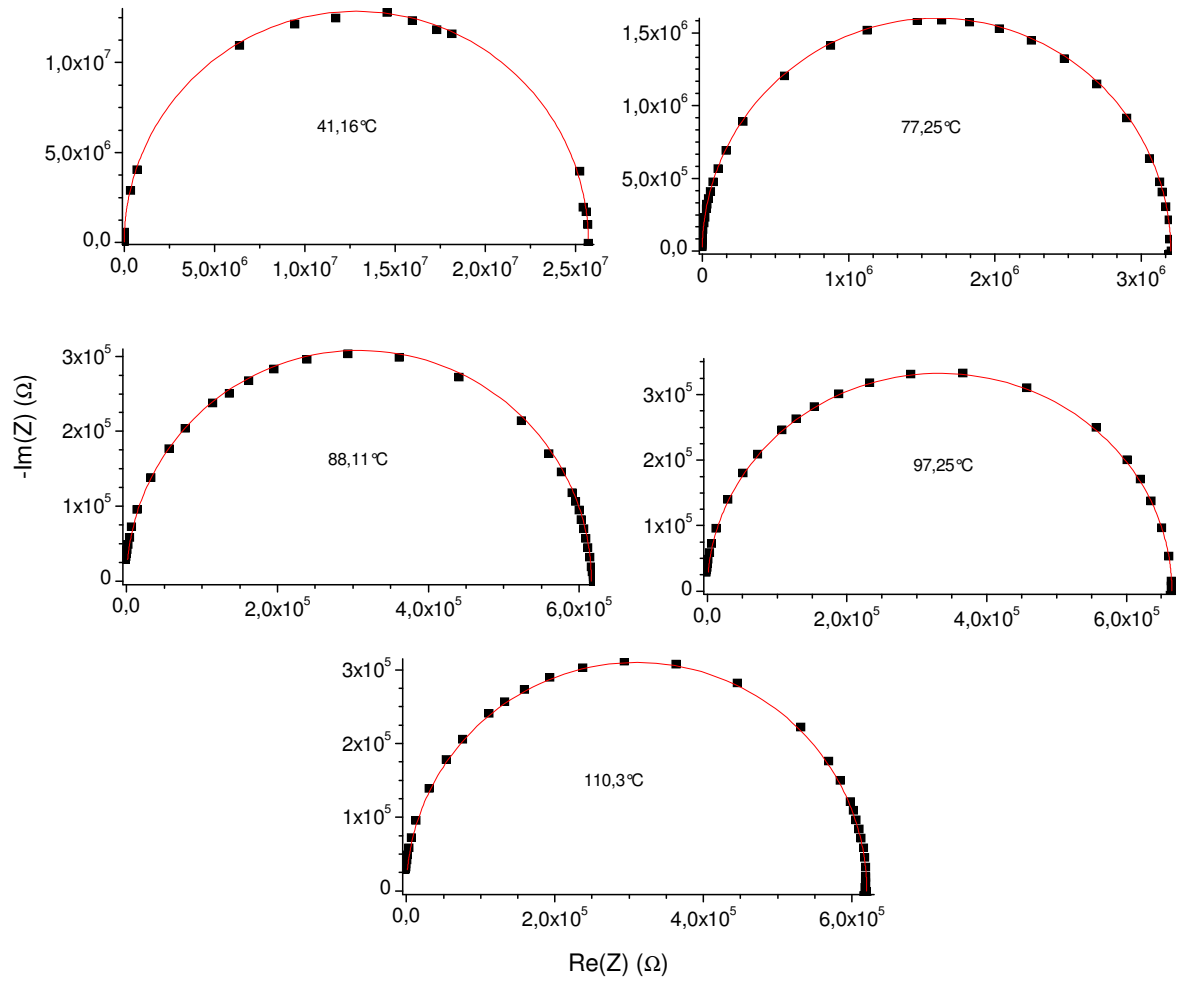 1,0x10⁷
5,0x10⁶
0,0
41,16°C
0,0 5,0x10⁶ 1,0x10⁷ 1,5x10⁷ 2,0x10⁷ 2,5x10⁷
1,5x10⁶
1,0x10⁶
5,0x10⁵
0,0
77,25°C
0 1x10⁶ 2x10⁶ 3x10⁶
-Im(Z) (Ω)
3x10⁵
2x10⁵
1x10⁵
0
88,11°C
0,0 2,0x10⁵ 4,0x10⁵ 6,0x10⁵
3x10⁵
2x10⁵
1x10⁵
0
97,25°C
0,0 2,0x10⁵ 4,0x10⁵ 6,0x10⁵
3x10⁵
2x10⁵
1x10⁵
0
110,3°C
0,0 2,0x10⁵ 4,0x10⁵ 6,0x10⁵
Re(Z) (Ω)